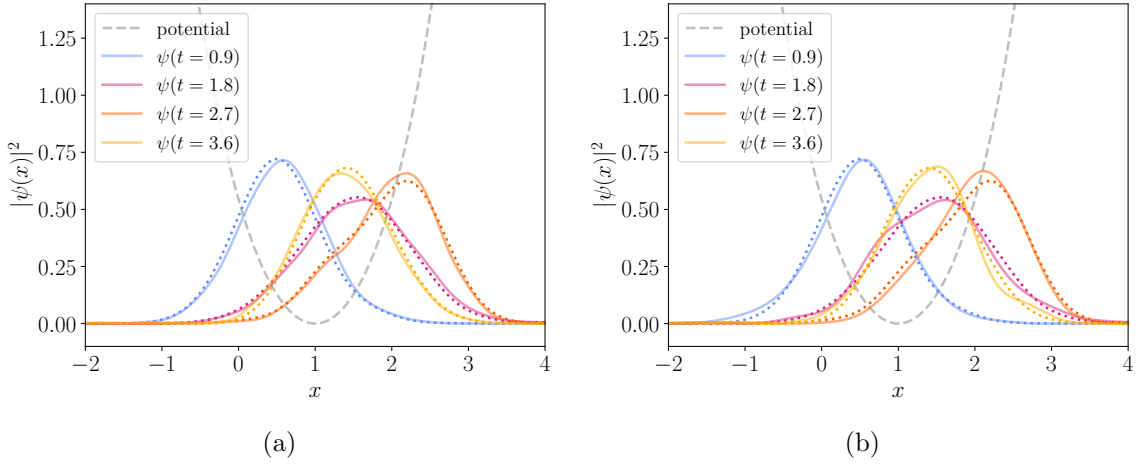 potential
ψ(t = 0.9)
ψ(t = 1.8)
ψ(t = 2.7)
ψ(t = 3.6)
|ψ(x)|²
1.25
1.00
0.75
0.50
0.25
0.00
−2 −1 0 1 2 3 4
x
(a)
potential
ψ(t = 0.9)
ψ(t = 1.8)
ψ(t = 2.7)
ψ(t = 3.6)
|ψ(x)|²
1.25
1.00
0.75
0.50
0.25
0.00
−2 −1 0 1 2 3 4
x
(b)